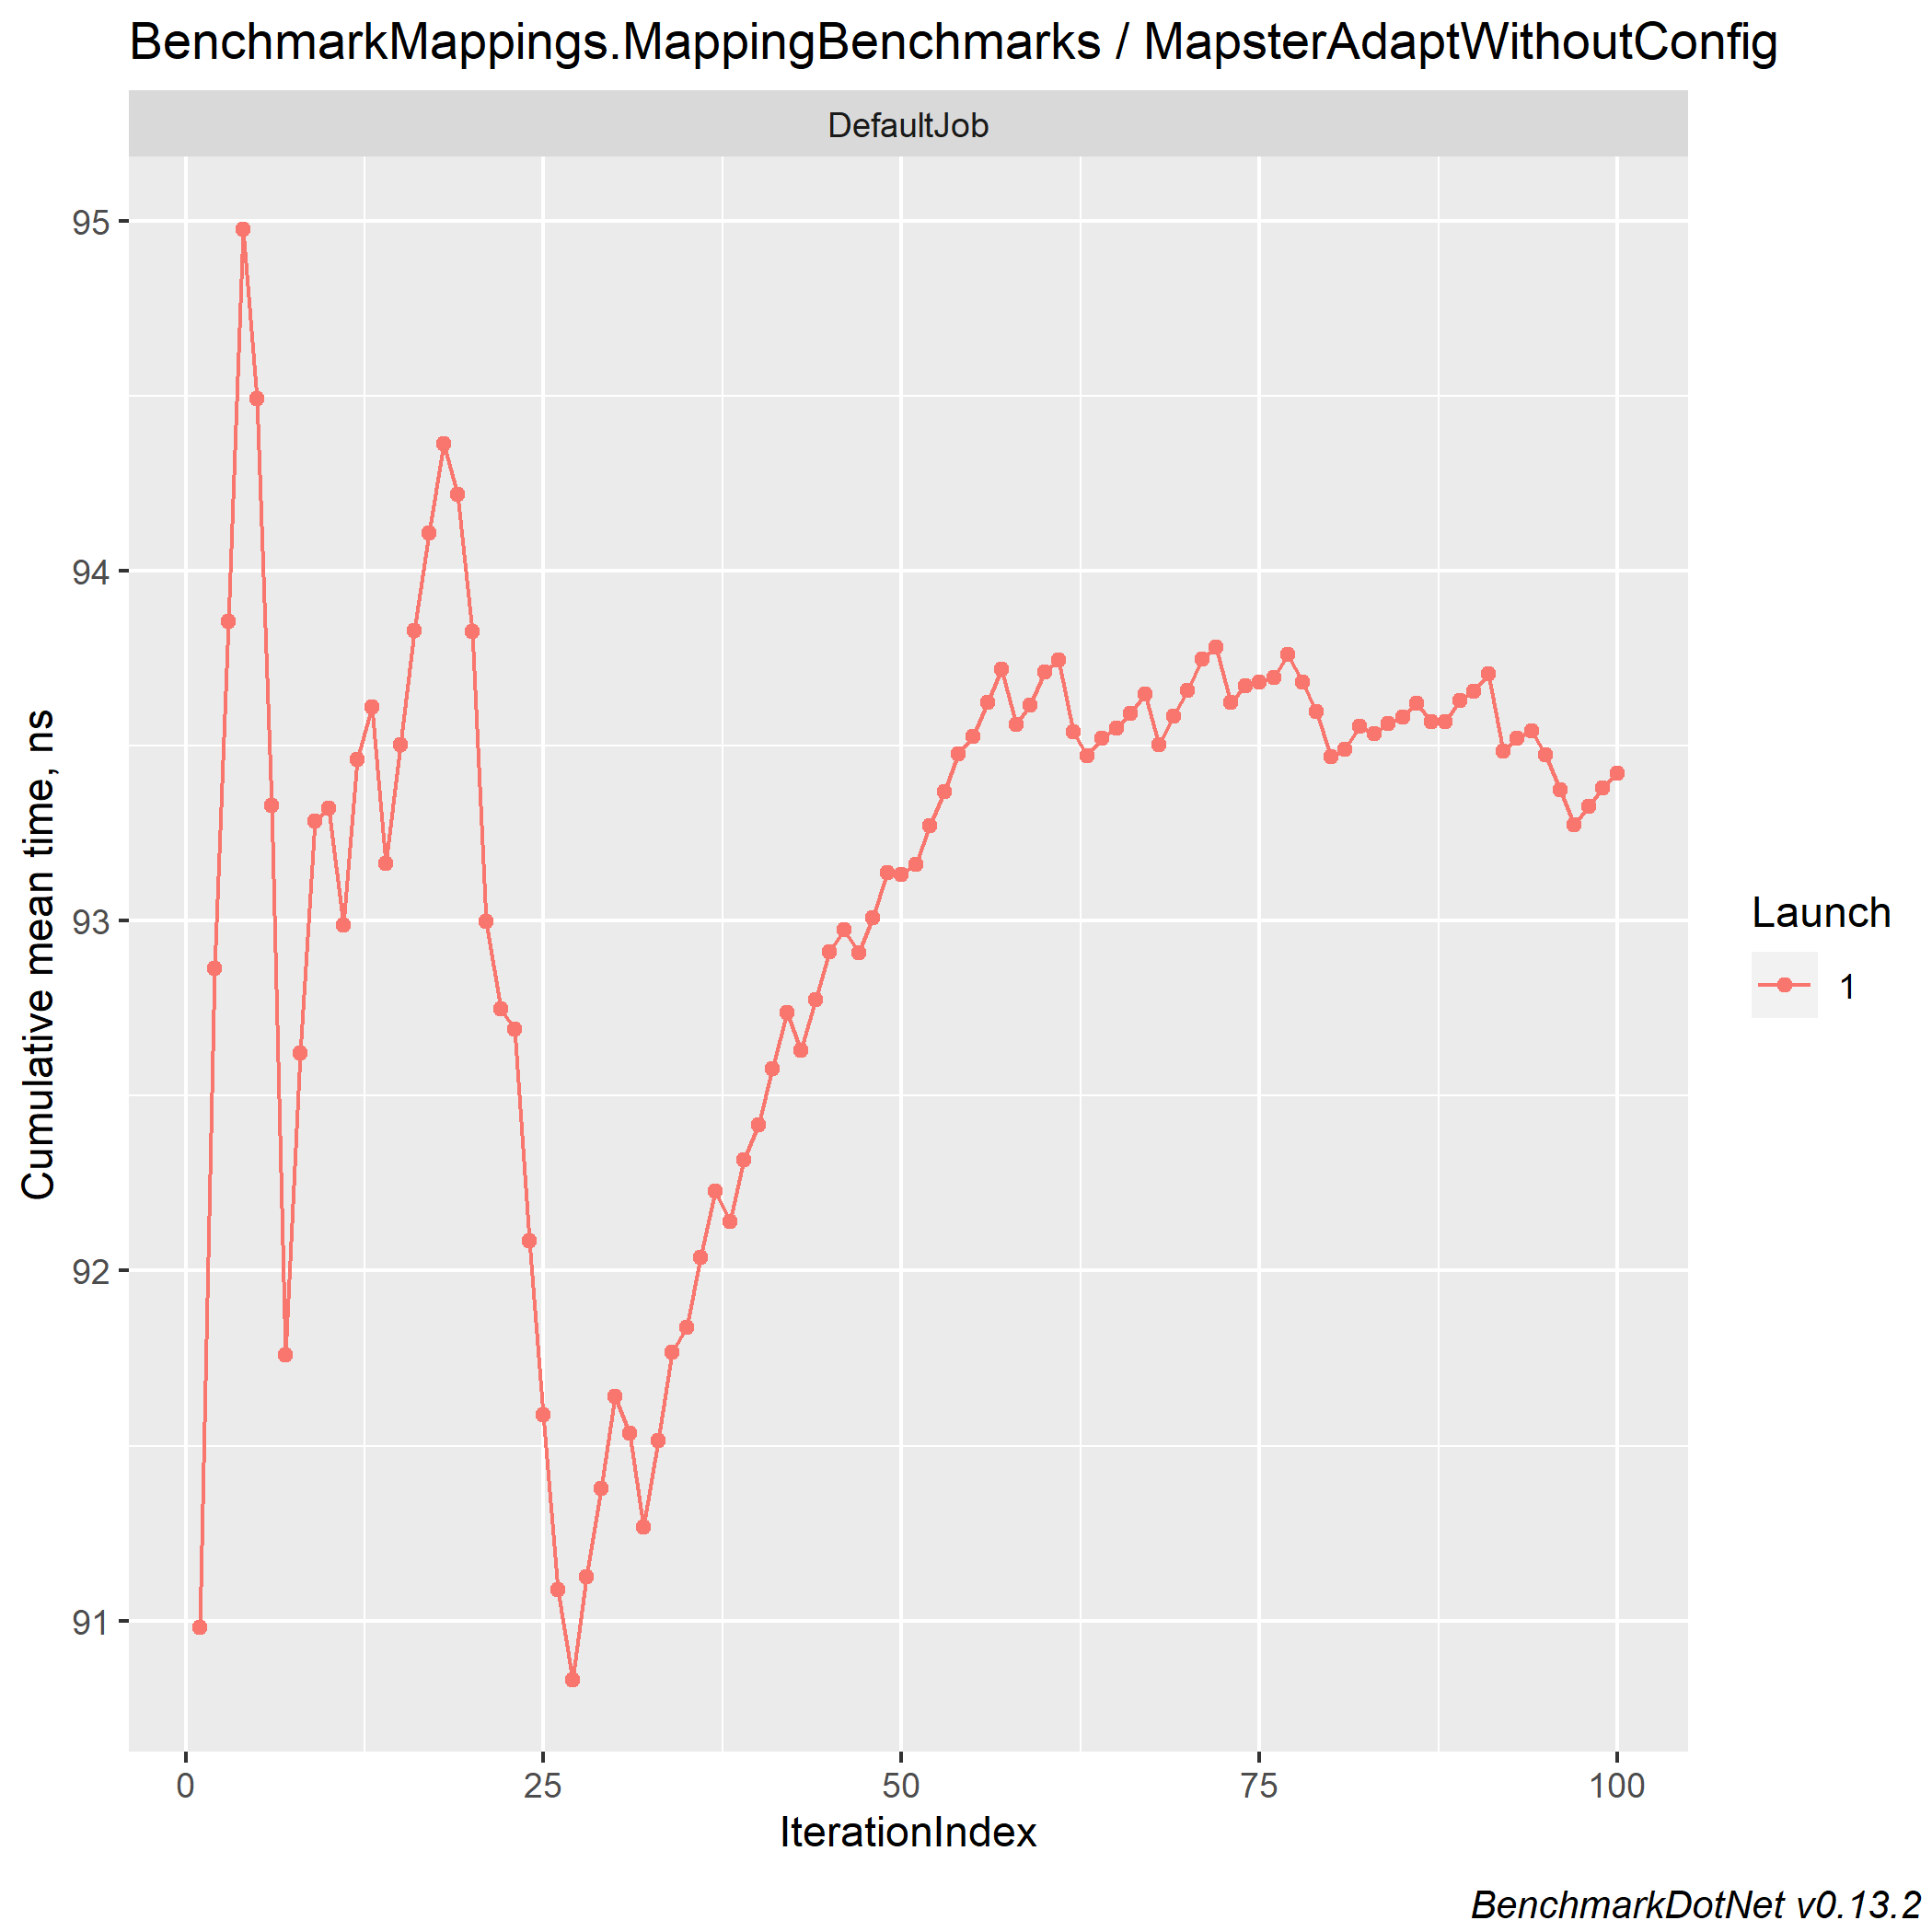 BenchmarkMappings.MappingBenchmarks / MapsterAdaptWithoutConfig
DefaultJob
95
94
93
92
91
Cumulative mean time, ns
0 25 50 75 100
IterationIndex
Launch
1
BenchmarkDotNet v0.13.2